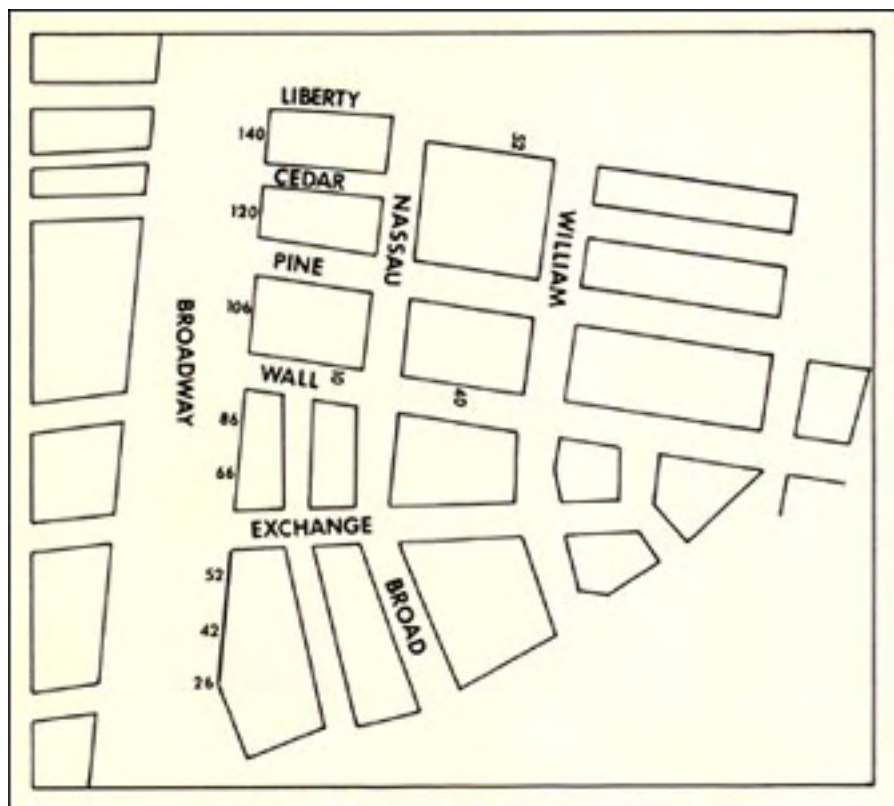 LIBERTY
140
52
CEDAR
120
NASSAU
WILLIAM
PINE
106
BROADWAY
WALL
10
40
86
66
EXCHANGE
52
BROAD
42
26